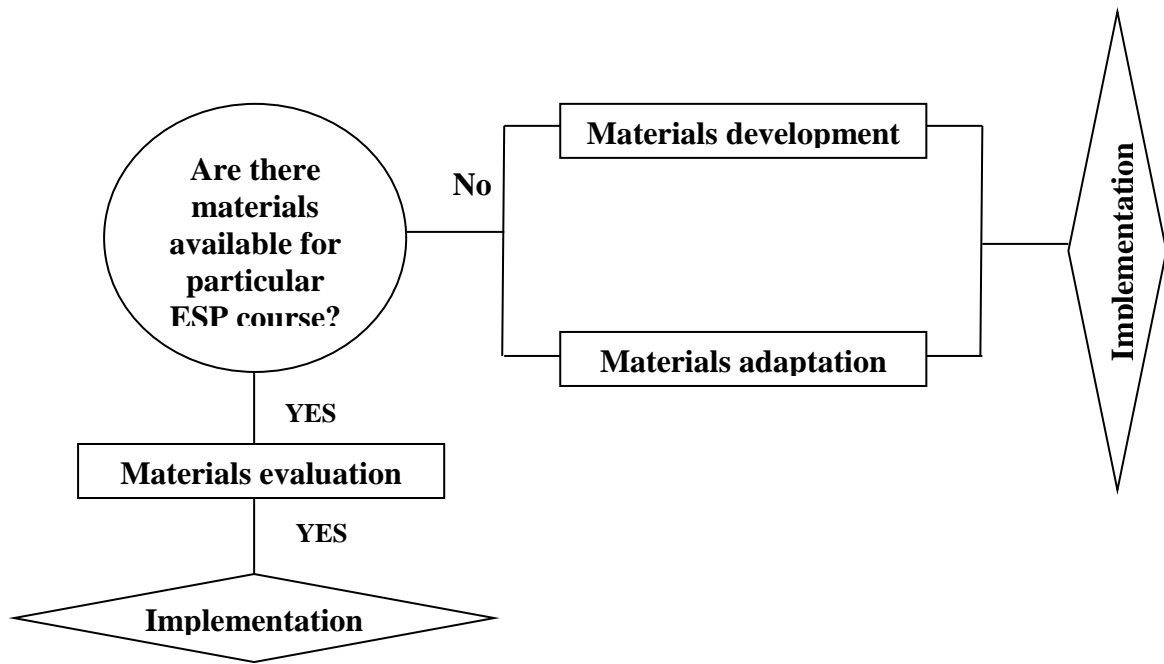 Are there
materials
available for
particular
ESP course?
No
Materials development
Materials adaptation
Implementation
YES
Materials evaluation
YES
Implementation